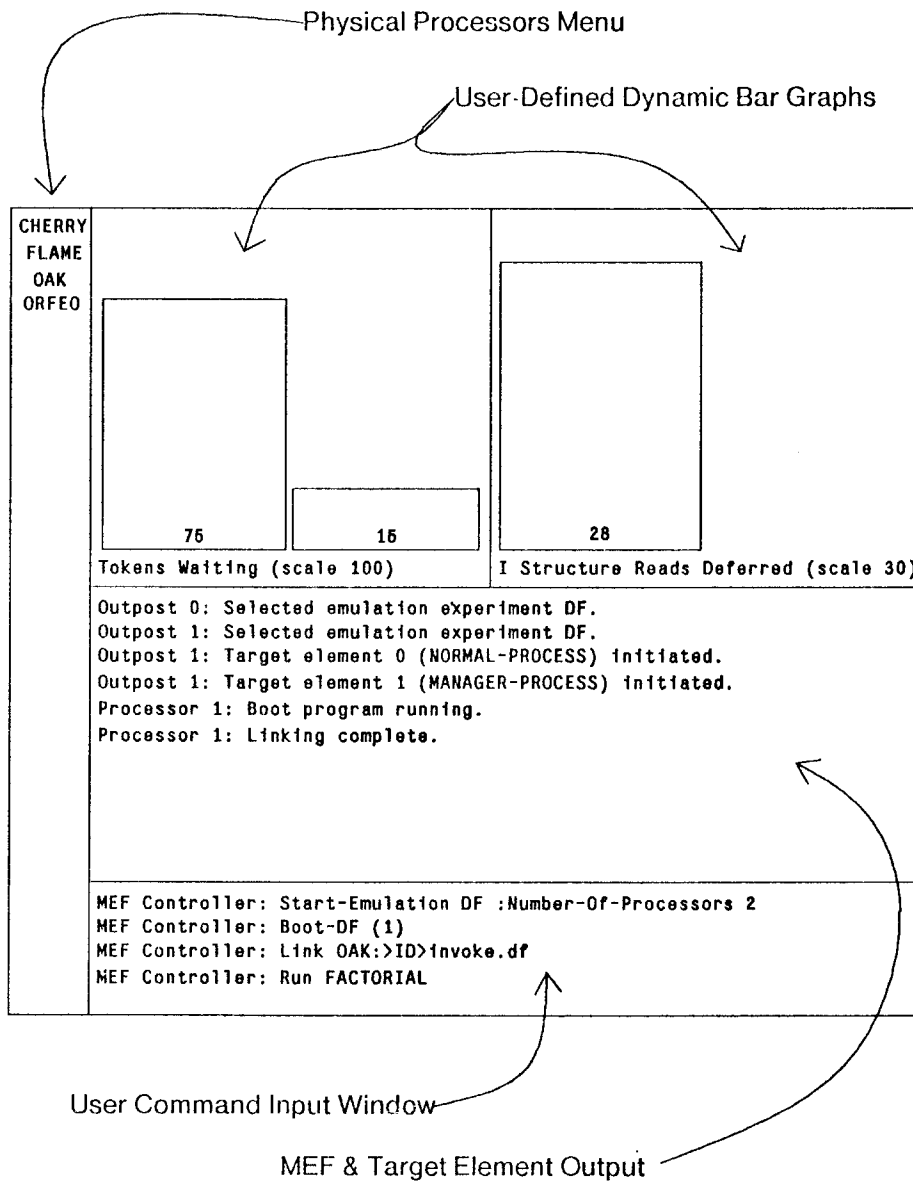 Physical Processors Menu
User-Defined Dynamic Bar Graphs
CHERRY
FLAME
OAK
ORFEO
75
15
Tokens Waiting (scale 100)
28
I Structure Reads Deferred (scale 30)
Outpost 0: Selected emulation experiment DF.
Outpost 1: Selected emulation experiment DF.
Outpost 1: Target element 0 (NORMAL-PROCESS) initiated.
Outpost 1: Target element 1 (MANAGER-PROCESS) initiated.
Processor 1: Boot program running.
Processor 1: Linking complete.
MEF Controller: Start-Emulation DF :Number-Of-Processors 2
MEF Controller: Boot-DF (1)
MEF Controller: Link OAK:>ID>invoke.df
MEF Controller: Run FACTORIAL
User Command Input Window
MEF & Target Element Output